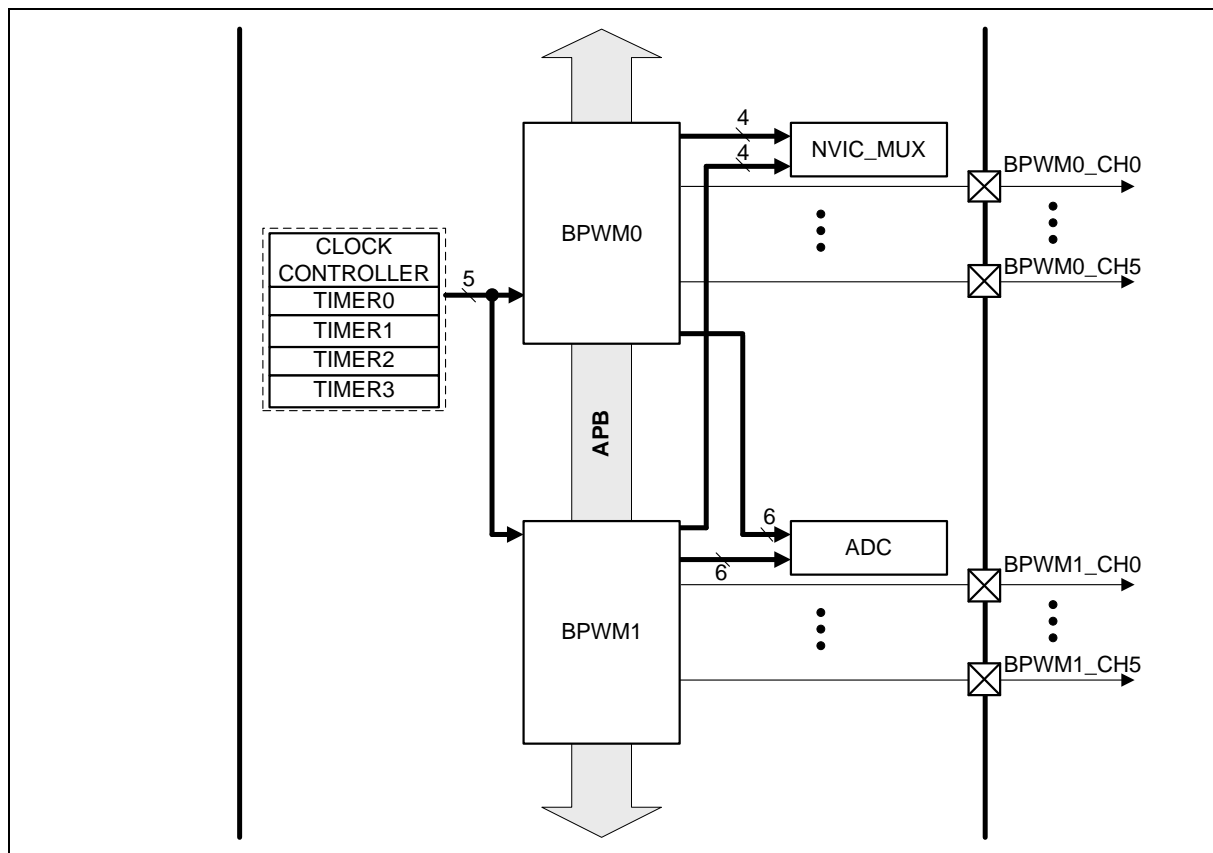 4
4
NVIC_MUX
BPWM0_CH0
BPWM0
CLOCK
CONTROLLER
TIMER0
TIMER1
TIMER2
TIMER3
5
BPWM0_CH5
APB
6
6
ADC
BPWM1_CH0
BPWM1
BPWM1_CH5